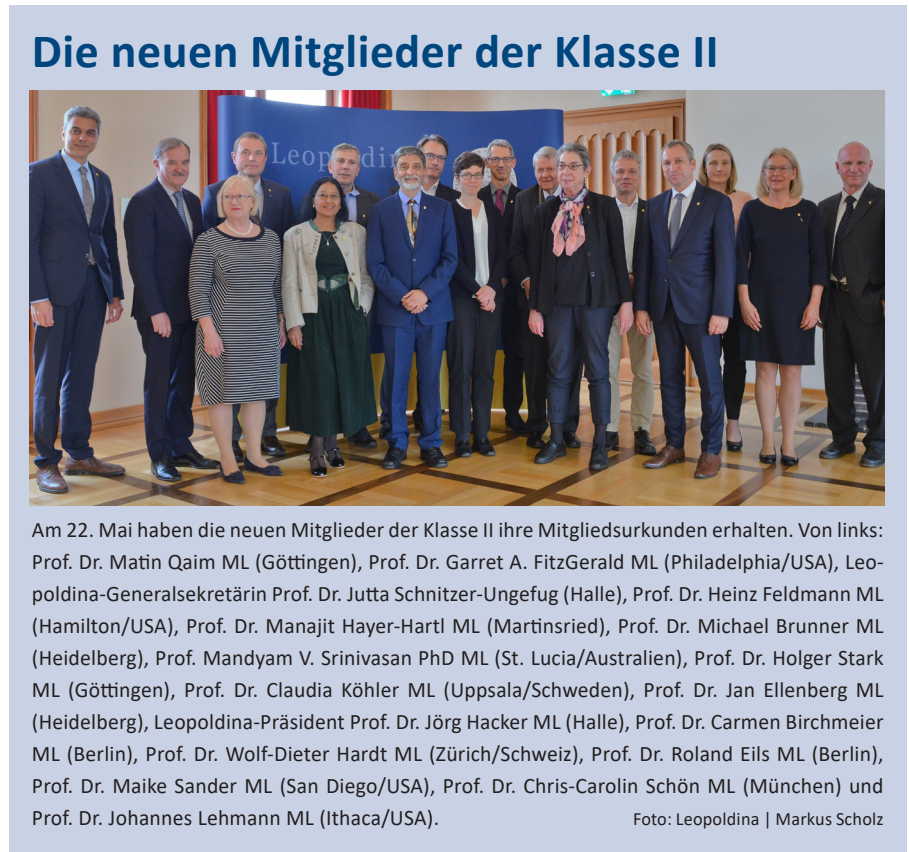 Die neuen Mitglieder der Klasse II
Leopoldina
Am 22. Mai haben die neuen Mitglieder der Klasse II ihre Mitgliedsurkunden erhalten. Von links:
Prof. Dr. Matin Qaim ML (Göttingen), Prof. Dr. Garret A. FitzGerald ML (Philadelphia/USA), Leo-
poldina-Generalsekretärin Prof. Dr. Jutta Schnitzer-Ungefug (Halle), Prof. Dr. Heinz Feldmann ML
(Hamilton/USA), Prof. Dr. Manajit Hayer-Hartl ML (Martinsried), Prof. Dr. Michael Brunner ML
(Heidelberg), Prof. Mandyam V. Srinivasan PhD ML (St. Lucia/Australien), Prof. Dr. Holger Stark
ML (Göttingen), Prof. Dr. Claudia Köhler ML (Uppsala/Schweden), Prof. Dr. Jan Ellenberg ML
(Heidelberg), Leopoldina-Präsident Prof. Dr. Jörg Hacker ML (Halle), Prof. Dr. Carmen Birchmeier
ML (Berlin), Prof. Dr. Wolf-Dieter Hardt ML (Zürich/Schweiz), Prof. Dr. Roland Eils ML (Berlin),
Prof. Dr. Maike Sander ML (San Diego/USA), Prof. Dr. Chris-Carolin Schön ML (München) und
Prof. Dr. Johannes Lehmann ML (Ithaca/USA).
Foto: Leopoldina | Markus Scholz